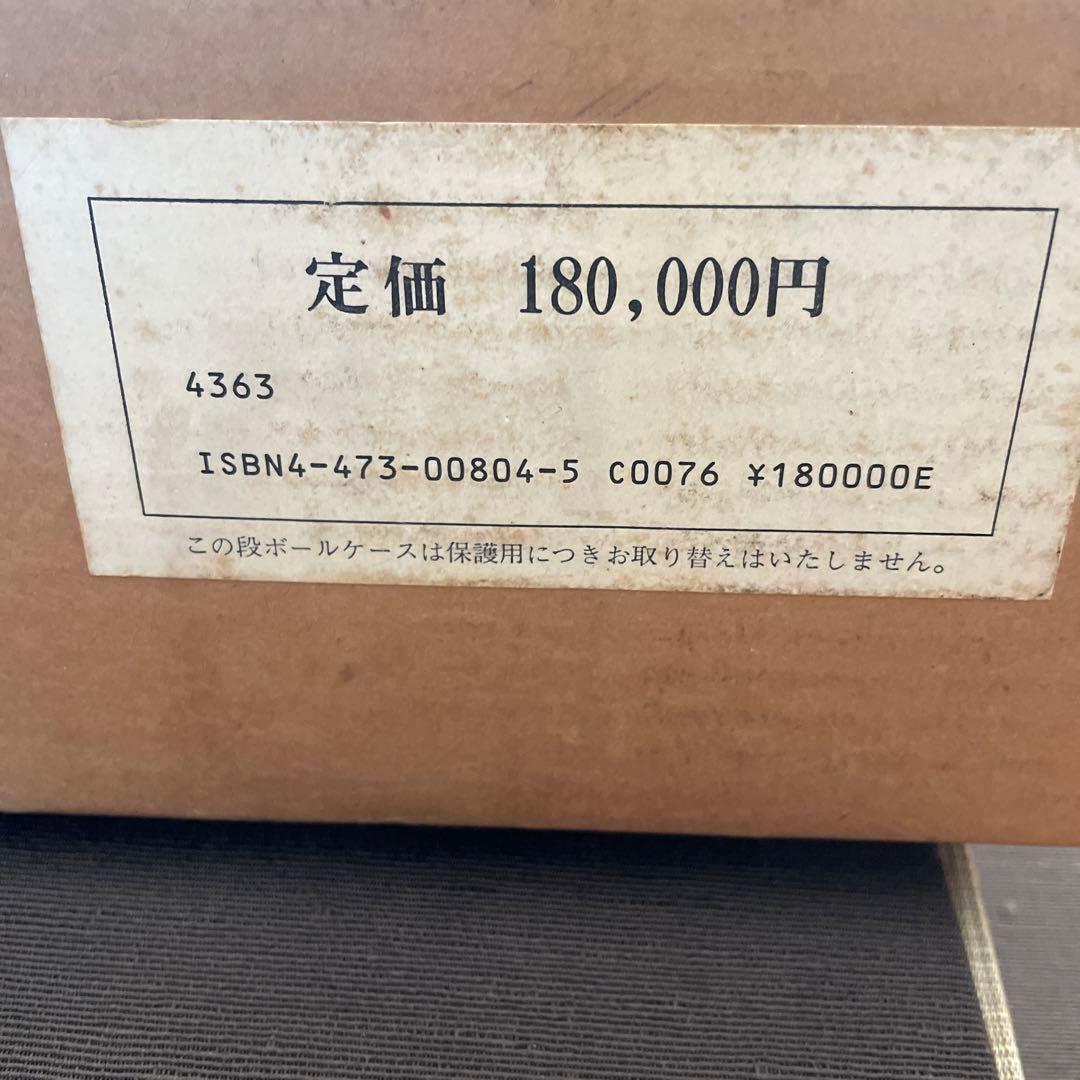 定価 180,000円
4363
ISBN4-473-00804-5 C0076 ¥180000E
この段ボールケースは保護用につきお取り替えはいたしません。